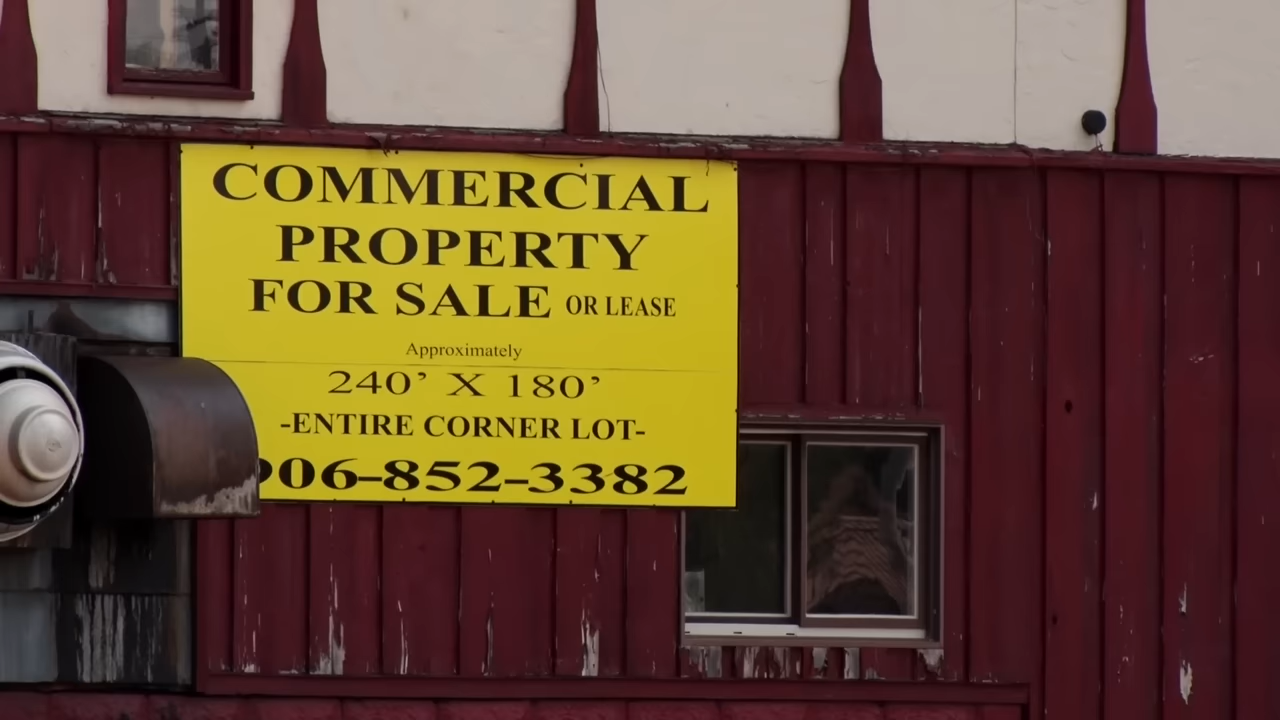 COMMERCIAL
PROPERTY
FOR SALE OR LEASE
Approximately
240’ X 180’
-ENTIRE CORNER LOT-
906-852-3382